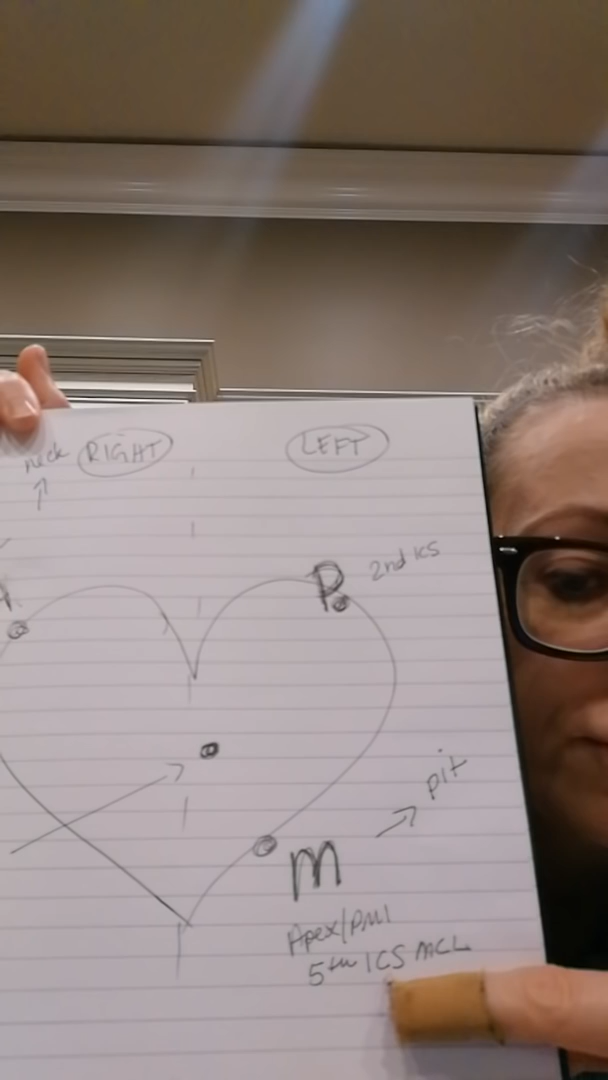 neck RIGHT
LEFT
P 2nd ICS
pit
M
Apex/PMI
5th ICS MCL